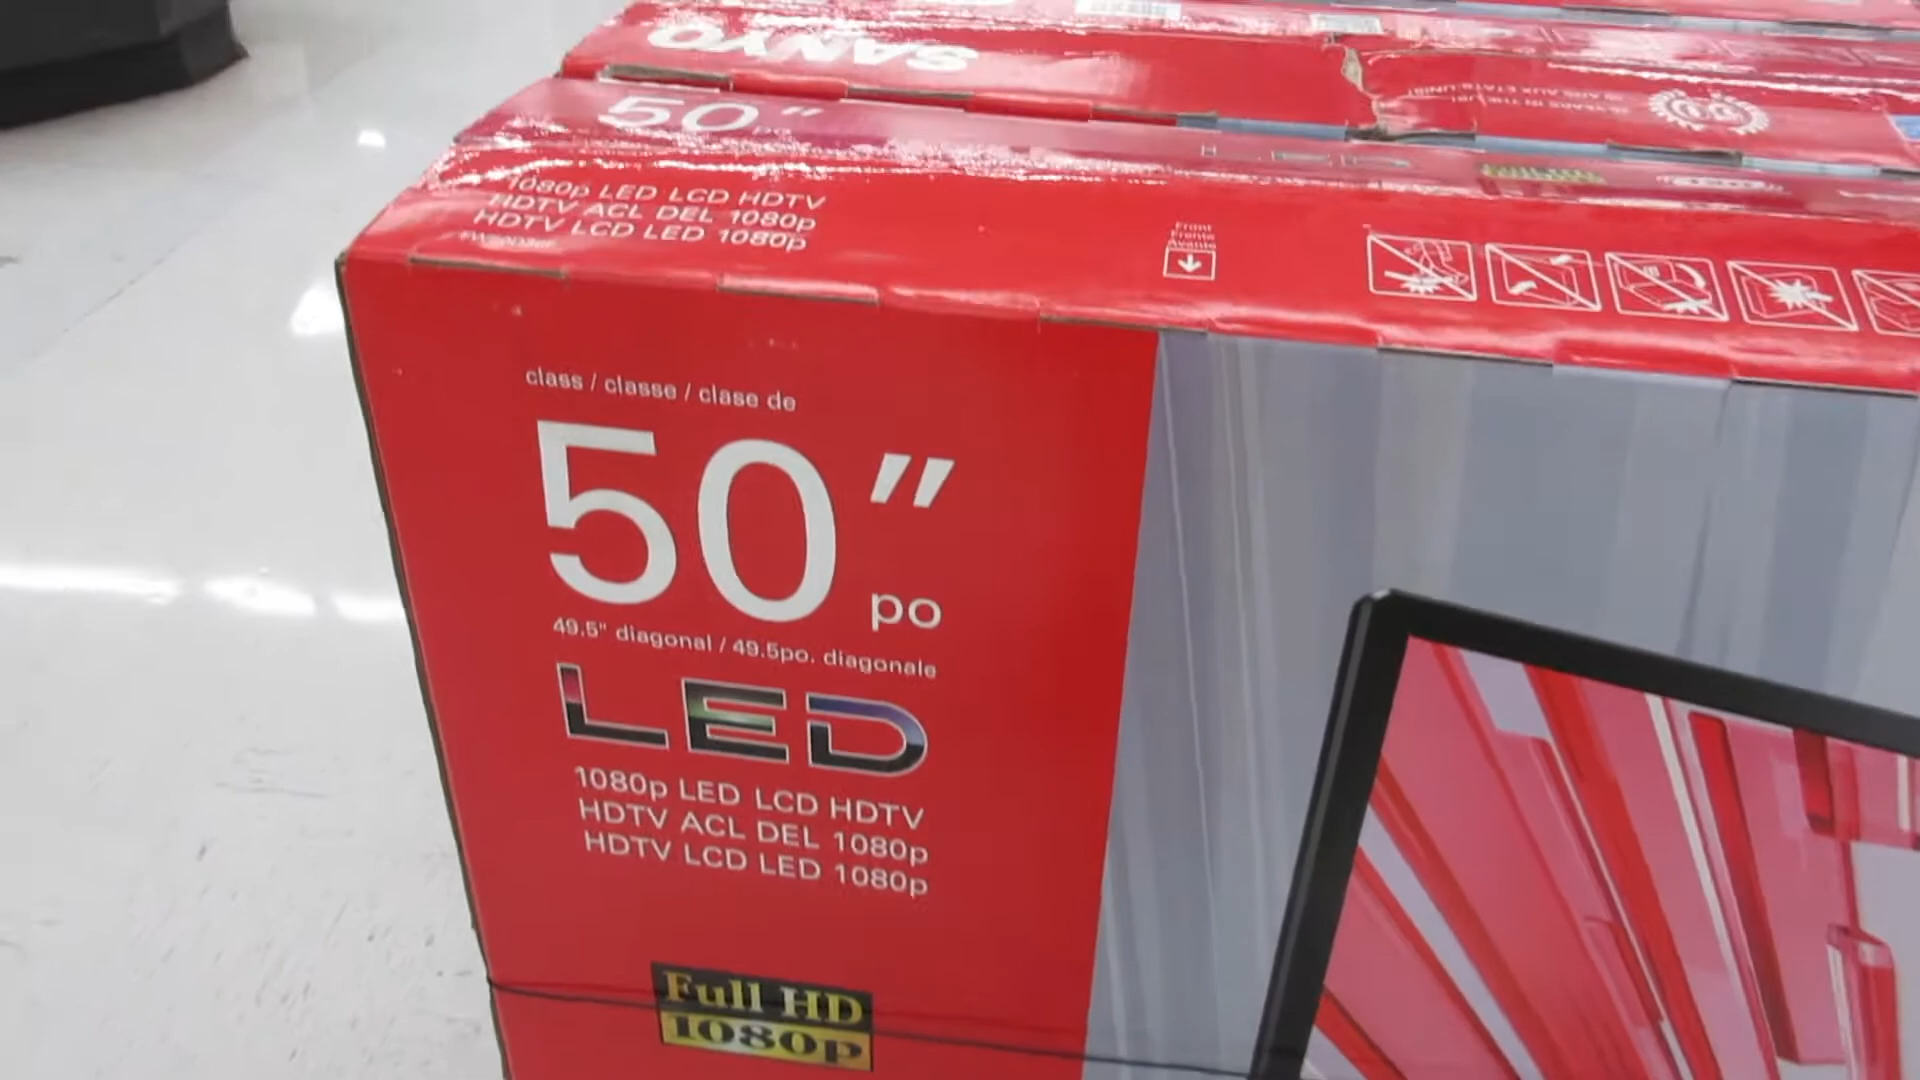 SANYO
50" po
LED
1080p LED LCD HDTV
HDTV ACL DEL 1080p
HDTV LCD LED 1080p
Front
Frente
Avante
class / classe / clase de
50" po
49.5" diagonal / 49.5po. diagonale
LED
1080p LED LCD HDTV
HDTV ACL DEL 1080p
HDTV LCD LED 1080p
Full HD
1080p